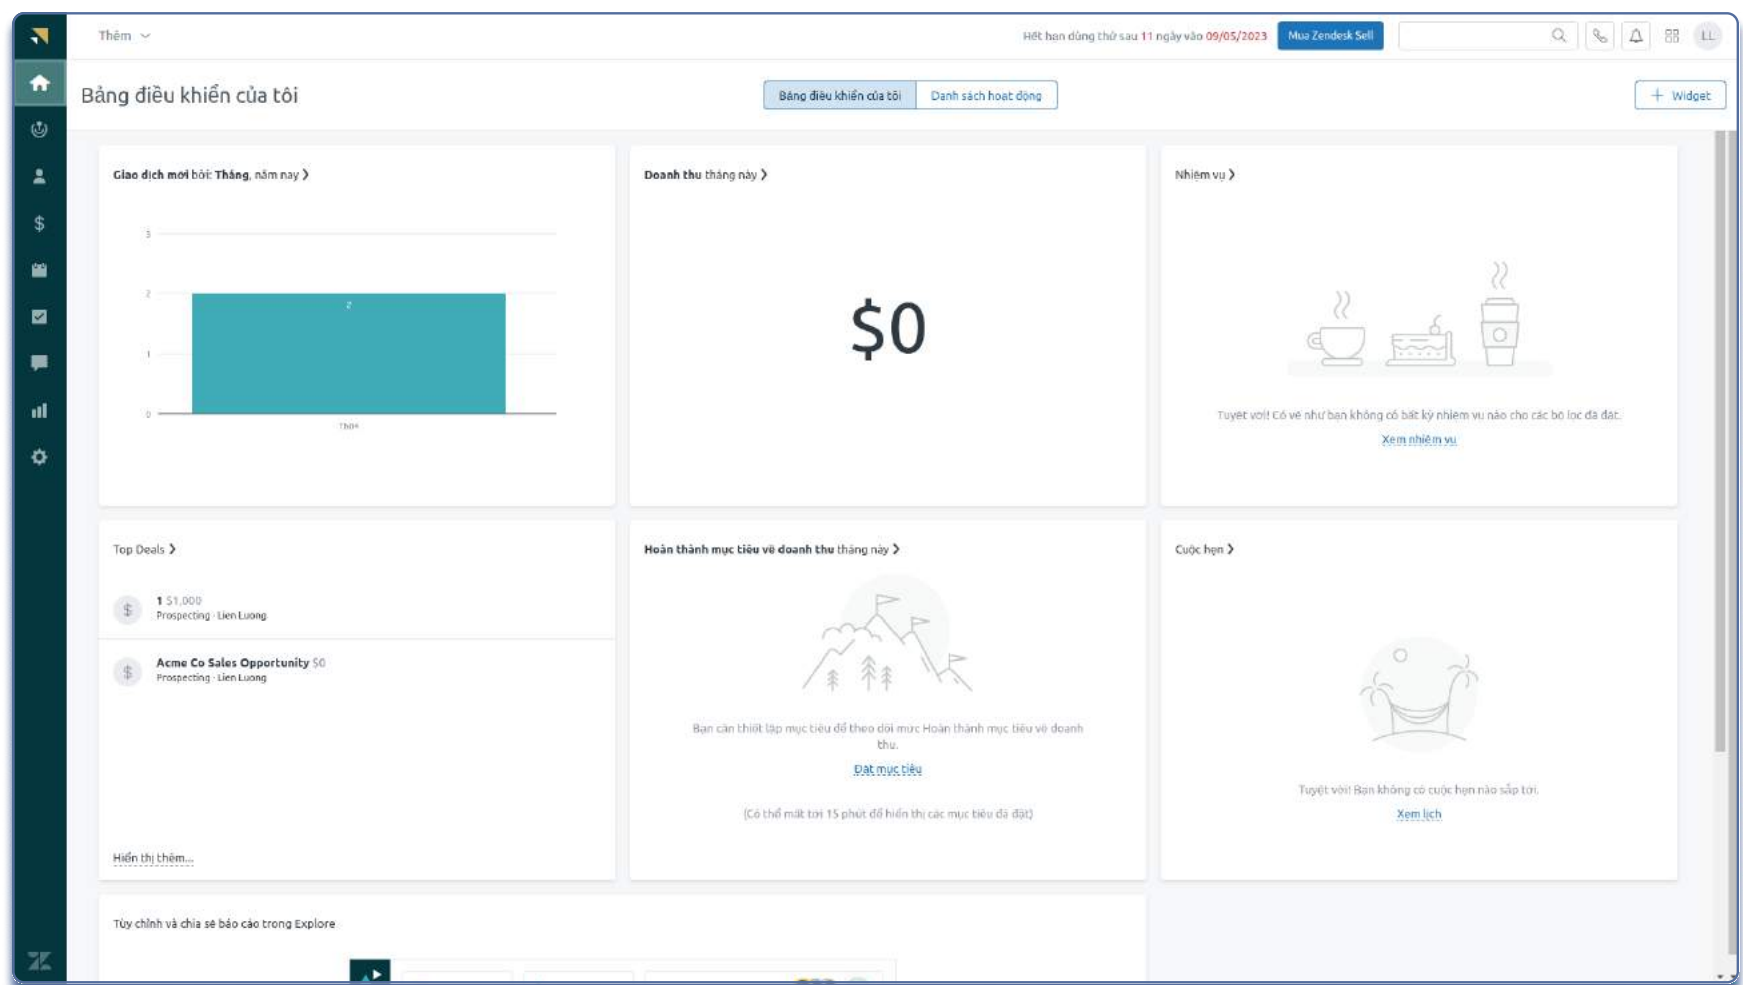 Thêm
Hết hạn dùng thử sau 11 ngày vào 09/05/2023
Mua Zendesk Sell
LL
Bảng điều khiển của tôi
Bảng điều khiển của tôi
Danh sách hoạt động
+ Widget
Giao dịch mới bởi: Tháng, năm nay
3
2
2
1
0
Th04
Doanh thu tháng này
$0
Nhiệm vụ
Tuyệt vời! Có vẻ như bạn không có bất kỳ nhiệm vụ nào cho các bộ lọc đã đặt.
Xem nhiệm vụ
Top Deals
$
1 $1,000
Prospecting · Lien Luong
$
Acme Co Sales Opportunity $0
Prospecting · Lien Luong
Hiển thị thêm...
Hoàn thành mục tiêu về doanh thu tháng này
Bạn cần thiết lập mục tiêu để theo dõi mức Hoàn thành mục tiêu về doanh
thu.
Đặt mục tiêu
(Có thể mất tới 15 phút để hiển thị các mục tiêu đã đặt)
Cuộc hẹn
Tuyệt vời! Bạn không có cuộc hẹn nào sắp tới.
Xem lịch
Tùy chỉnh và chia sẻ báo cáo trong Explore